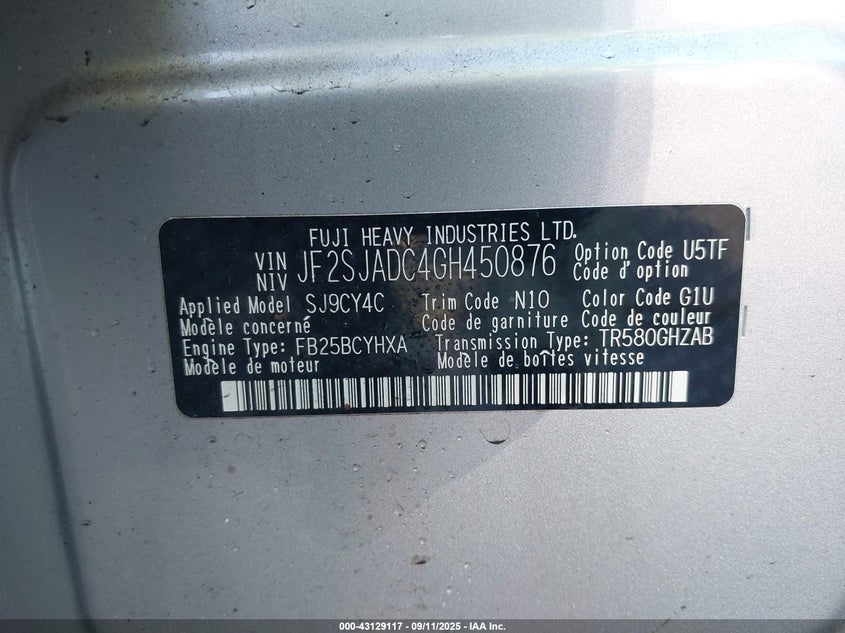 FUJI HEAVY INDUSTRIES LTD.
VIN
NIV JF2SJADC4GH450876 Option Code U5TF
Code d'option
Applied Model SJ9CY4C Trim Code N10 Color Code G1U
Modèle concerné Code de garniture Code de couleur
Engine Type: FB25BCYHXA Transmission Type: TR580GHZAB
Modèle de moteur Modèle de boîtes vitesse
000-43129117 - 09/11/2025 - IAA Inc.